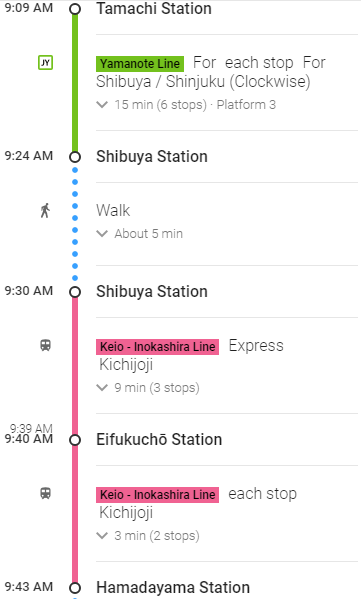 9:09 AM Tamachi Station
JY Yamanote Line For each stop For
Shibuya / Shinjuku (Clockwise)
15 min (6 stops) · Platform 3
9:24 AM Shibuya Station
Walk
About 5 min
9:30 AM Shibuya Station
Keio - Inokashira Line Express
Kichijoji
9 min (3 stops)
9:39 AM
9:40 AM Eifukuchō Station
Keio - Inokashira Line each stop
Kichijoji
3 min (2 stops)
9:43 AM Hamadayama Station